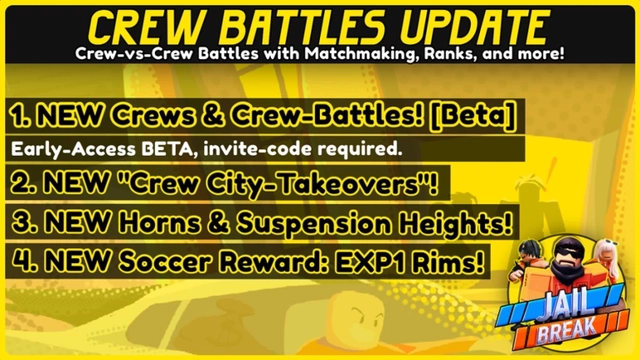 CREW BATTLES UPDATE
Crew-vs-Crew Battles with Matchmaking, Ranks, and more!
1. NEW Crews & Crew-Battles! [Beta]
Early-Access BETA, invite-code required.
2. NEW "Crew City-Takeovers"!
3. NEW Horns & Suspension Heights!
4. NEW Soccer Reward: EXP1 Rims!
JAIL
BREAK